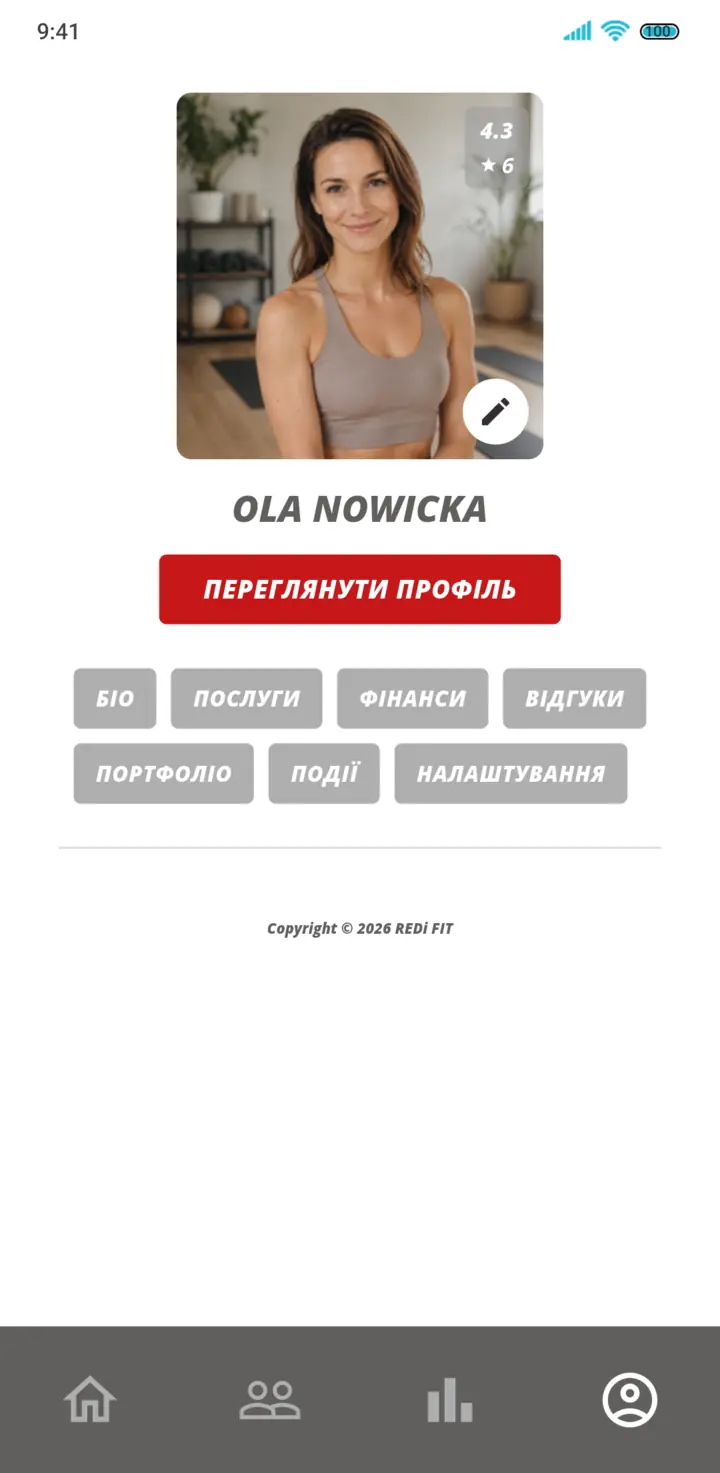 9:41
100
4.3
★ 6
OLA NOWICKA
ПЕРЕГЛЯНУТИ ПРОФІЛЬ
БІО ПОСЛУГИ ФІНАНСИ ВІДГУКИ
ПОРТФОЛІО ПОДІЇ НАЛАШТУВАННЯ
Copyright © 2026 REDi FIT